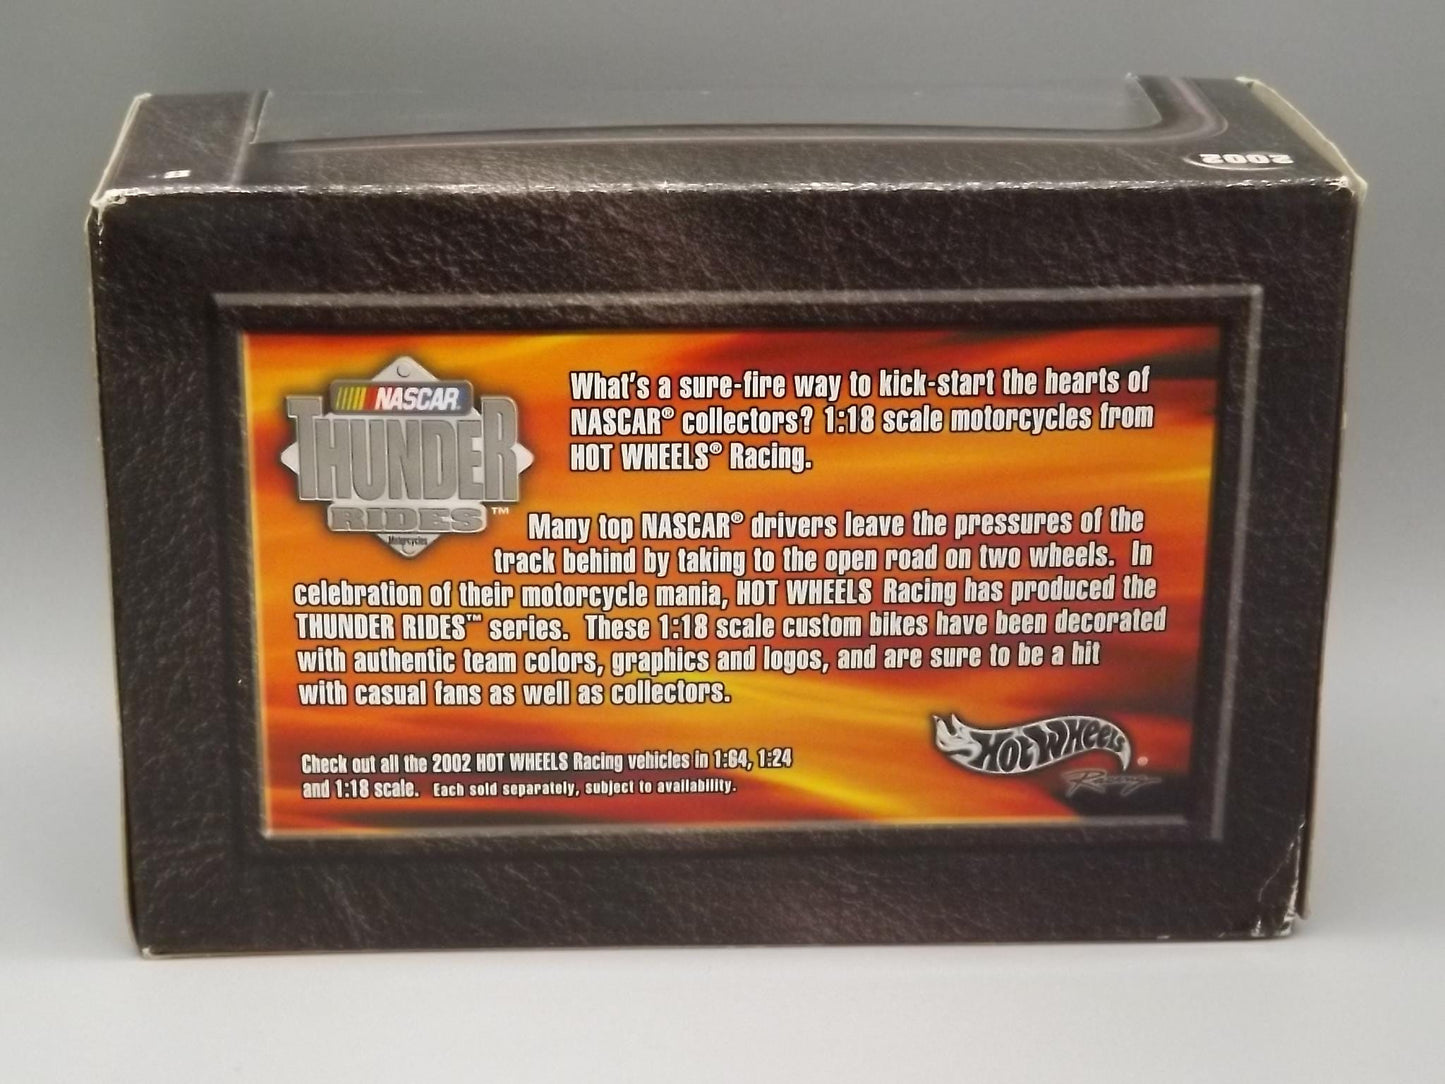 2002
NASCAR
THUNDER
RIDES™
Motorcycles
What's a sure-fire way to kick-start the hearts of
NASCAR® collectors? 1:18 scale motorcycles from
HOT WHEELS® Racing.
Many top NASCAR® drivers leave the pressures of the
track behind by taking to the open road on two wheels. In
celebration of their motorcycle mania, HOT WHEELS Racing has produced the
THUNDER RIDES™ series. These 1:18 scale custom bikes have been decorated
with authentic team colors, graphics and logos, and are sure to be a hit
with casual fans as well as collectors.
Check out all the 2002 HOT WHEELS Racing vehicles in 1:64, 1:24
and 1:18 scale. Each sold separately, subject to availability.
HOT WHEELS®
Racing